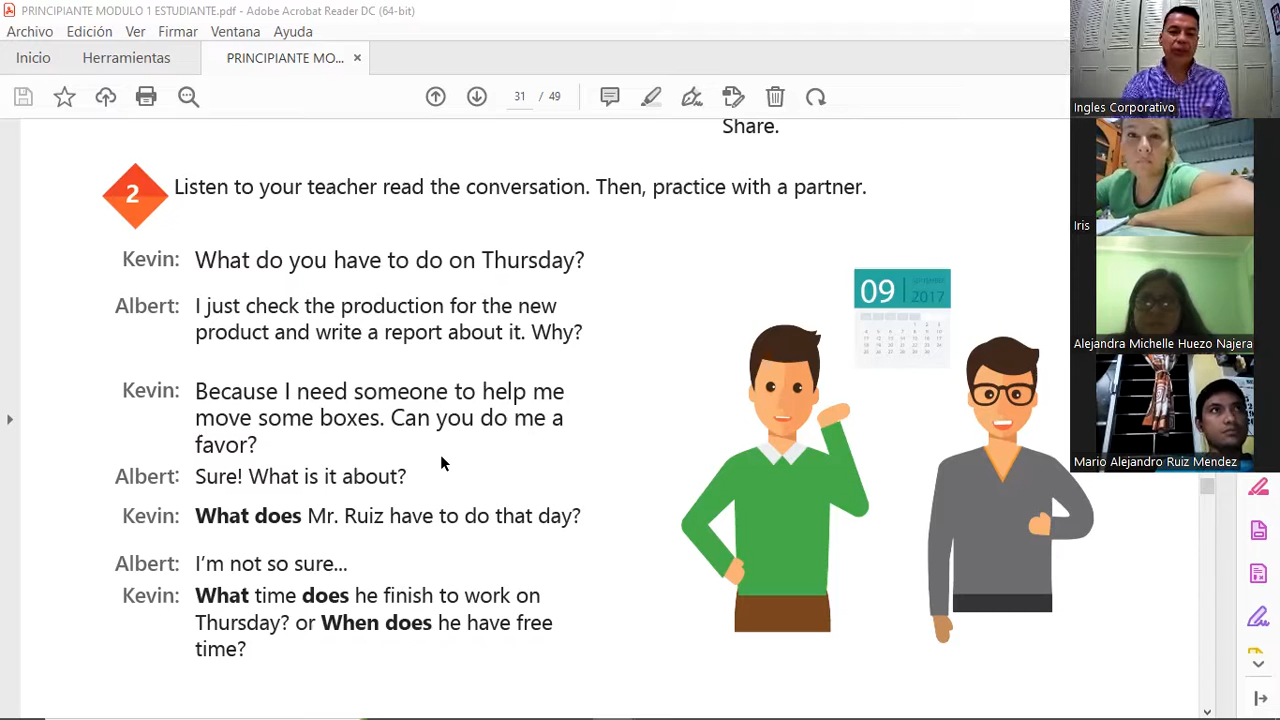 PRINCIPIANTE MODULO 1 ESTUDIANTE.pdf - Adobe Acrobat Reader DC (64-bit)
Archivo Edición Ver Firmar Ventana Ayuda
Inicio Herramientas PRINCIPIANTE MO... ×
31 / 49
Share.
2 Listen to your teacher read the conversation. Then, practice with a partner.
Kevin: What do you have to do on Thursday?
Albert: I just check the production for the new
product and write a report about it. Why?
Kevin: Because I need someone to help me
move some boxes. Can you do me a
favor?
Albert: Sure! What is it about?
Kevin: What does Mr. Ruiz have to do that day?
Albert: I'm not so sure...
Kevin: What time does he finish to work on
Thursday? or When does he have free
time?
09 2017
Ingles Corporativo
Iris
Alejandra Michelle Huezo Najera
Mario Alejandro Ruiz Mendez